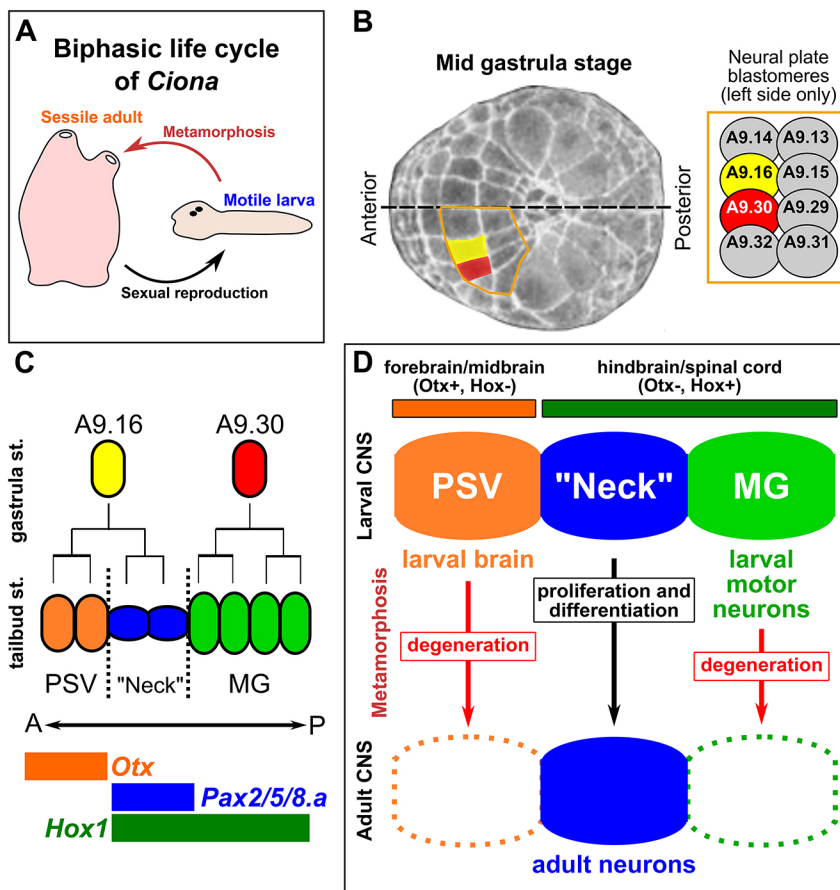 A
Biphasic life cycle
of Ciona
Sessile adult
Metamorphosis
Motile larva
Sexual reproduction
B
Mid gastrula stage
Anterior
Posterior
Neural plate
blastomeres
(left side only)
A9.14 A9.13
A9.16 A9.15
A9.30 A9.29
A9.32 A9.31
C
gastrula st.
A9.16 A9.30
tailbud st.
PSV "Neck" MG
A P
Otx
Pax2/5/8.a
Hox1
D
forebrain/midbrain
(Otx+, Hox-)
hindbrain/spinal cord
(Otx-, Hox+)
Larval CNS
PSV "Neck" MG
larval brain
larval
motor
neurons
Metamorphosis
proliferation and
differentiation
degeneration
degeneration
Adult CNS
adult neurons